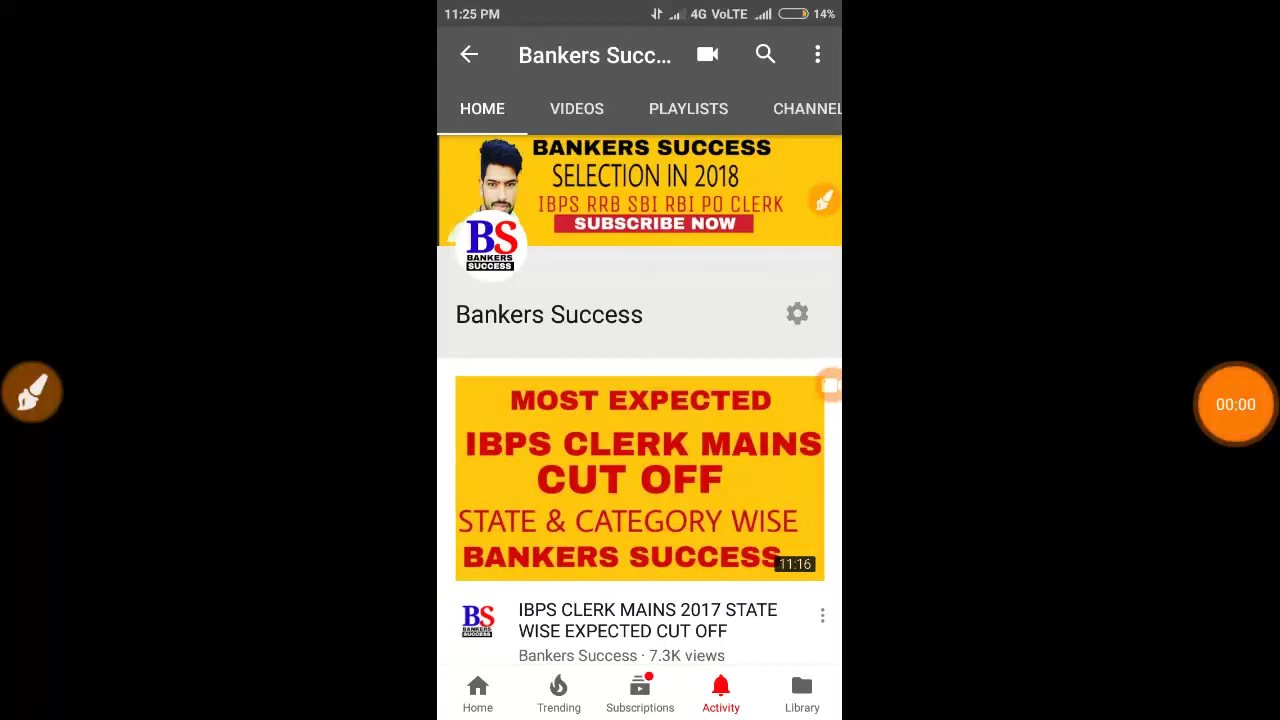 11:25 PM 4G VoLTE 14%
Bankers Succ...
HOME VIDEOS PLAYLISTS CHANNEL
BANKERS SUCCESS
SELECTION IN 2018
IBPS RRB SBI RBI PO CLERK
SUBSCRIBE NOW
BS
BANKERS
SUCCESS
Bankers Success
MOST EXPECTED
IBPS CLERK MAINS
CUT OFF
STATE & CATEGORY WISE
BANKERS SUCCESS
11:16
00:00
BS
BANKERS
SUCCESS
IBPS CLERK MAINS 2017 STATE
WISE EXPECTED CUT OFF
Bankers Success · 7.3K views
Home Trending Subscriptions Activity Library